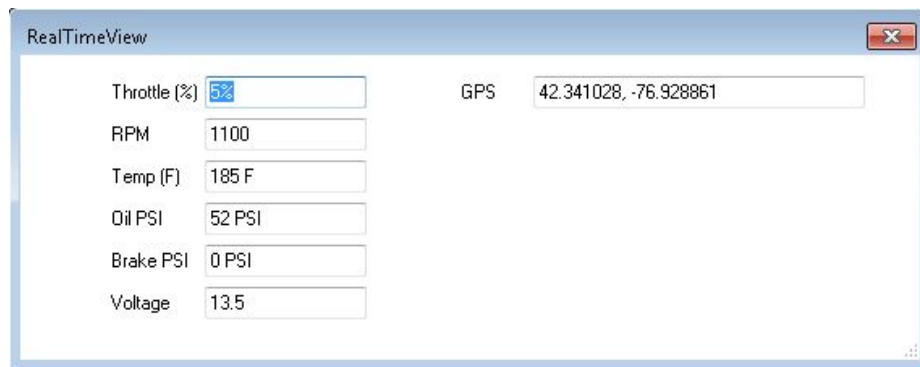 RealTimeView
Throttle (%) 5% GPS 42.341028, -76.928861
RPM 1100
Temp (F) 185 F
Oil PSI 52 PSI
Brake PSI 0 PSI
Voltage 13.5